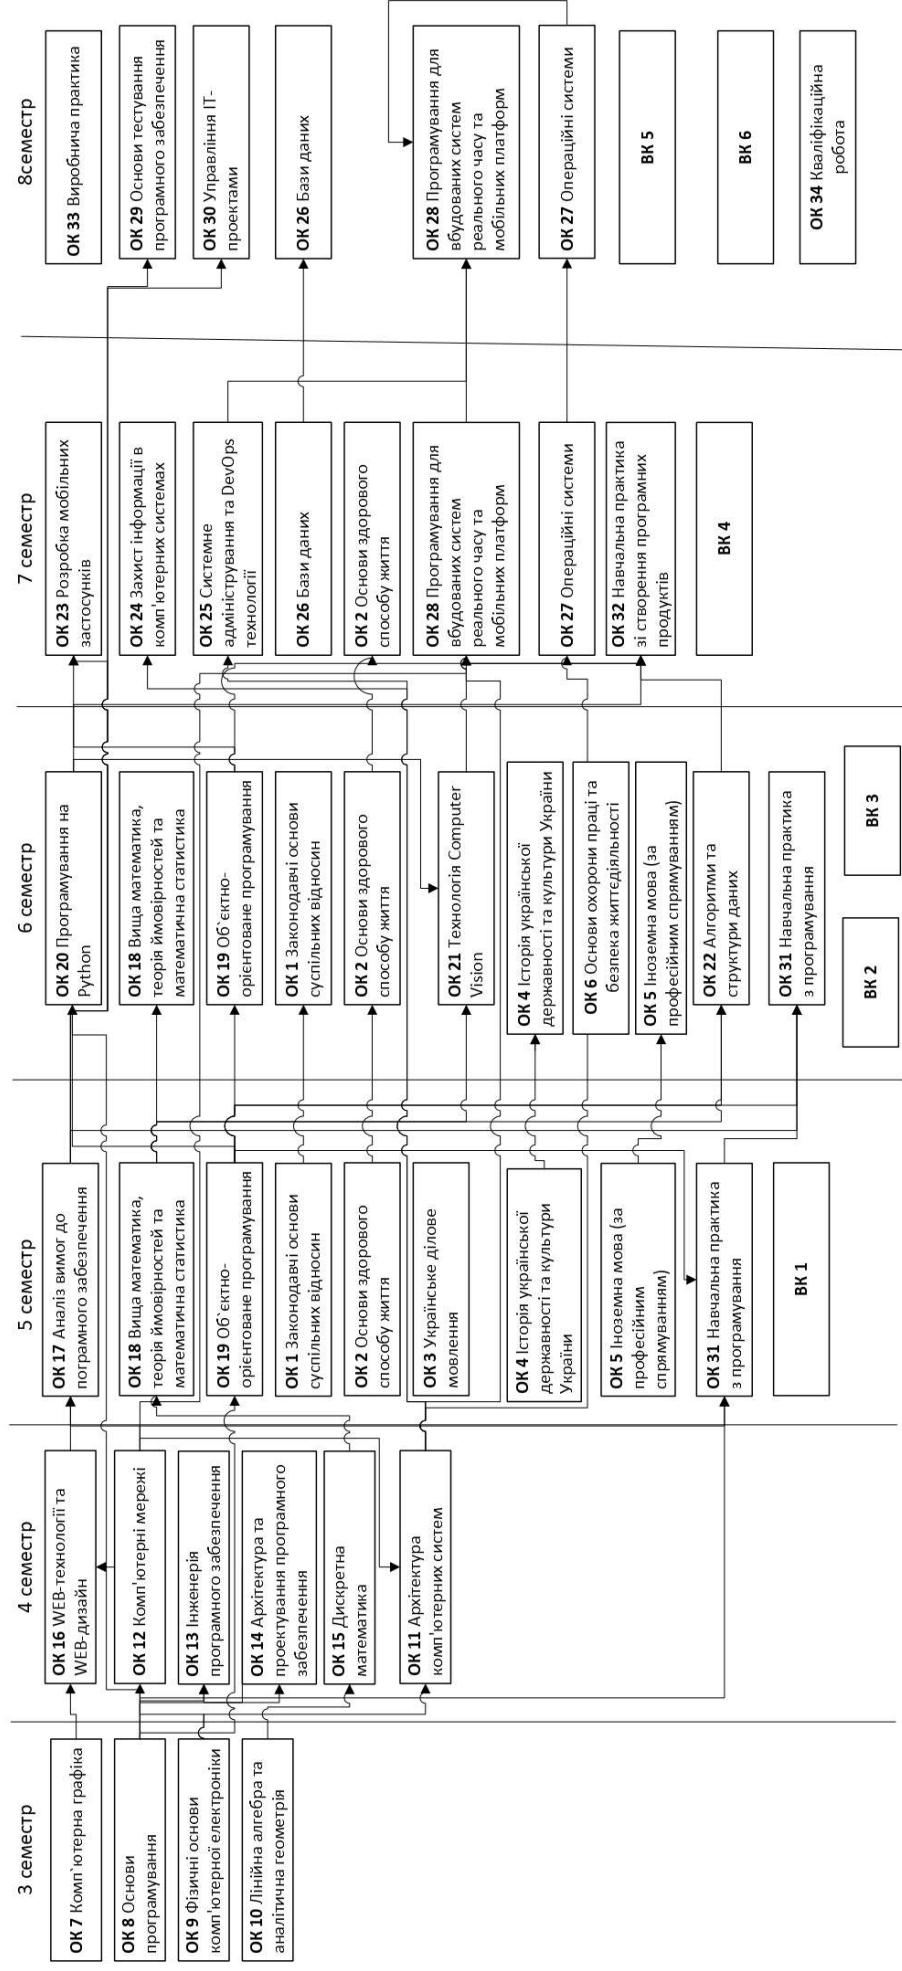 3 семестр
ОК 7 Комп`ютерна графіка
ОК 8 Основи
програмування
ОК 9 Фізичні основи
комп'ютерної електроніки
ОК 10 Лінійна алгебра та
аналітична геометрія
4 семестр
ОК 16 WEB-технології та
WEB-дизайн
ОК 12 Комп'ютерні мережі
ОК 13 Інженерія
програмного забезпечення
ОК 14 Архітектура та
проектування програмного
забезпечення
ОК 15 Дискретна
математика
ОК 11 Архітектура
комп'ютерних систем
5 семестр
ОК 17 Аналіз вимог до
пограмного забезпечення
ОК 18 Вища математика,
теорія ймовірностей та
математична статистика
ОК 19 Об`єктно-
орієнтоване програмування
ОК 1 Законодавчі основи
суспільних відносин
ОК 2 Основи здорового
способу життя
ОК 3 Українське ділове
мовлення
ОК 4 Історія української
державності та культури
України
ОК 5 Іноземна мова (за
професійним
спрямуванням)
ОК 31 Навчальна практика
з програмування
ВК 1
6 семестр
ОК 20 Програмування на
Python
ОК 18 Вища математика,
теорія ймовірностей та
математична статистика
ОК 19 Об`єктно-
орієнтоване програмування
ОК 1 Законодавчі основи
суспільних відносин
ОК 2 Основи здорового
способу життя
ОК 21 Технологія Computer
Vision
ОК 4 Історія української
державності та культури України
ОК 6 Основи охорони праці та
безпека життєдіяльності
ОК 5 Іноземна мова (за
професійним спрямуванням)
ОК 22 Алгоритми та
структури даних
ОК 31 Навчальна практика
з програмування
ВК 2
ВК 3
7 семестр
ОК 23 Розробка мобільних
застосунків
ОК 24 Захист інформації в
комп'ютерних системах
ОК 25 Системне
адміністрування та DevOps
технології
ОК 26 Бази даних
ОК 2 Основи здорового
способу життя
ОК 28 Програмування для
вбудованих систем
реального часу та
мобільних платформ
ОК 27 Операційні системи
ОК 32 Навчальна практика
зі створення програмних
продуктів
ВК 4
8семестр
ОК 33 Виробнича практика
ОК 29 Основи тестування
програмного забезпечення
ОК 30 Управління ІТ-
проектами
ОК 26 Бази даних
ОК 28 Програмування для
вбудованих систем
реального часу та
мобільних платформ
ОК 27 Операційні системи
ВК 5
ВК 6
ОК 34 Кваліфікаційна
робота